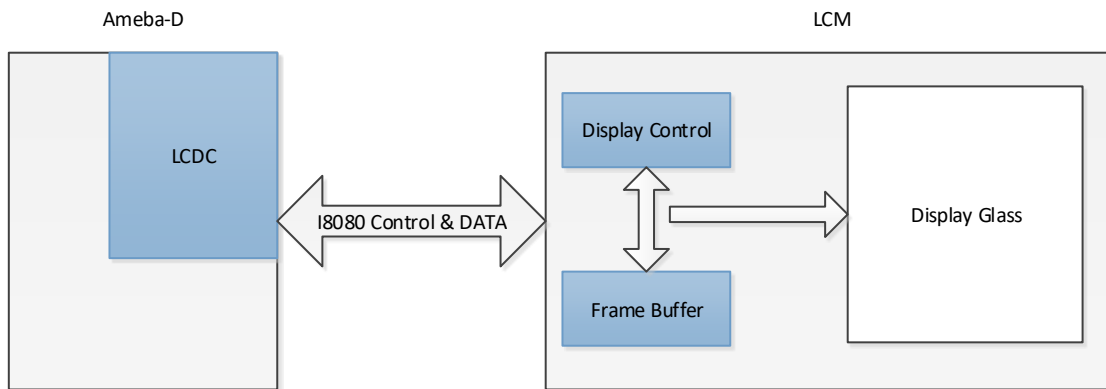 Ameba-D
LCM
LCDC
Display Control
I8080 Control & DATA
Display Glass
Frame Buffer